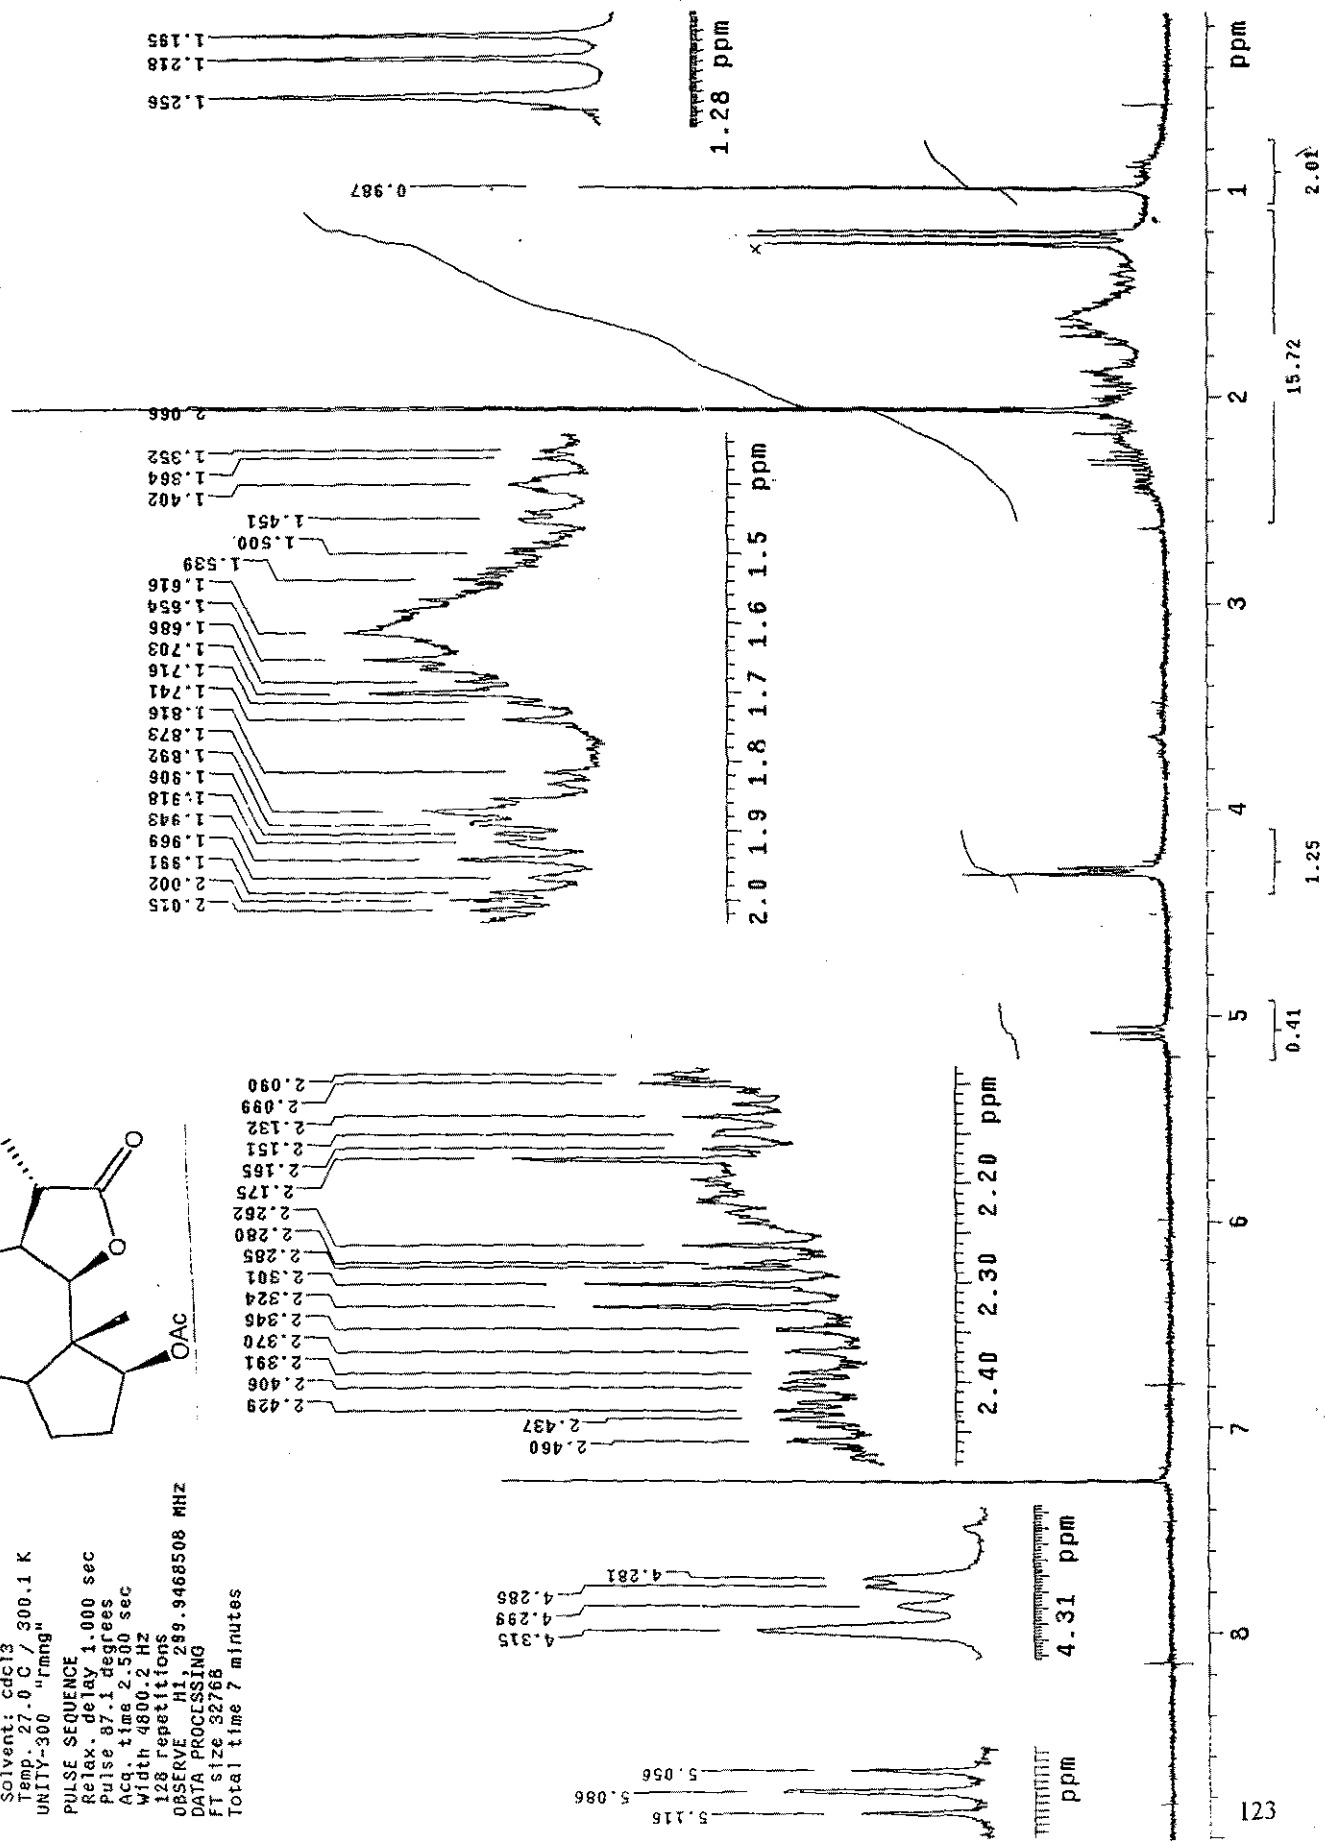 Solvent: cdcl3
Temp. 27.0 C / 300.1 K
UNITY-300 "rmng"
PULSE SEQUENCE
Relax. delay 1.000 sec
Pulse 87.1 degrees
Acq. time 2.500 sec
Width 4800.2 Hz
128 repetitions
OBSERVE H1, 299.9468508 MHz
DATA PROCESSING
FT size 32768
Total time 7 minutes
O
O
OAc
5.116
5.086
5.056
ppm
4.315
4.299
4.285
4.281
4.31 ppm
2.460
2.437
2.429
2.406
2.391
2.370
2.345
2.324
2.301
2.285
2.280
2.262
2.175
2.165
2.151
2.132
2.099
2.090
2.40 2.30 2.20 ppm
2.015
2.002
1.991
1.969
1.943
1.918
1.906
1.892
1.873
1.816
1.741
1.716
1.703
1.686
1.654
1.616
1.539
1.500
1.451
1.402
1.364
1.352
2.066
2.0 1.9 1.8 1.7 1.6 1.5 ppm
1.256
1.218
1.195
1.28 ppm
0.987
x
8 7 6 5 4 3 2 1 ppm
0.41
1.25
15.72
2.01
123